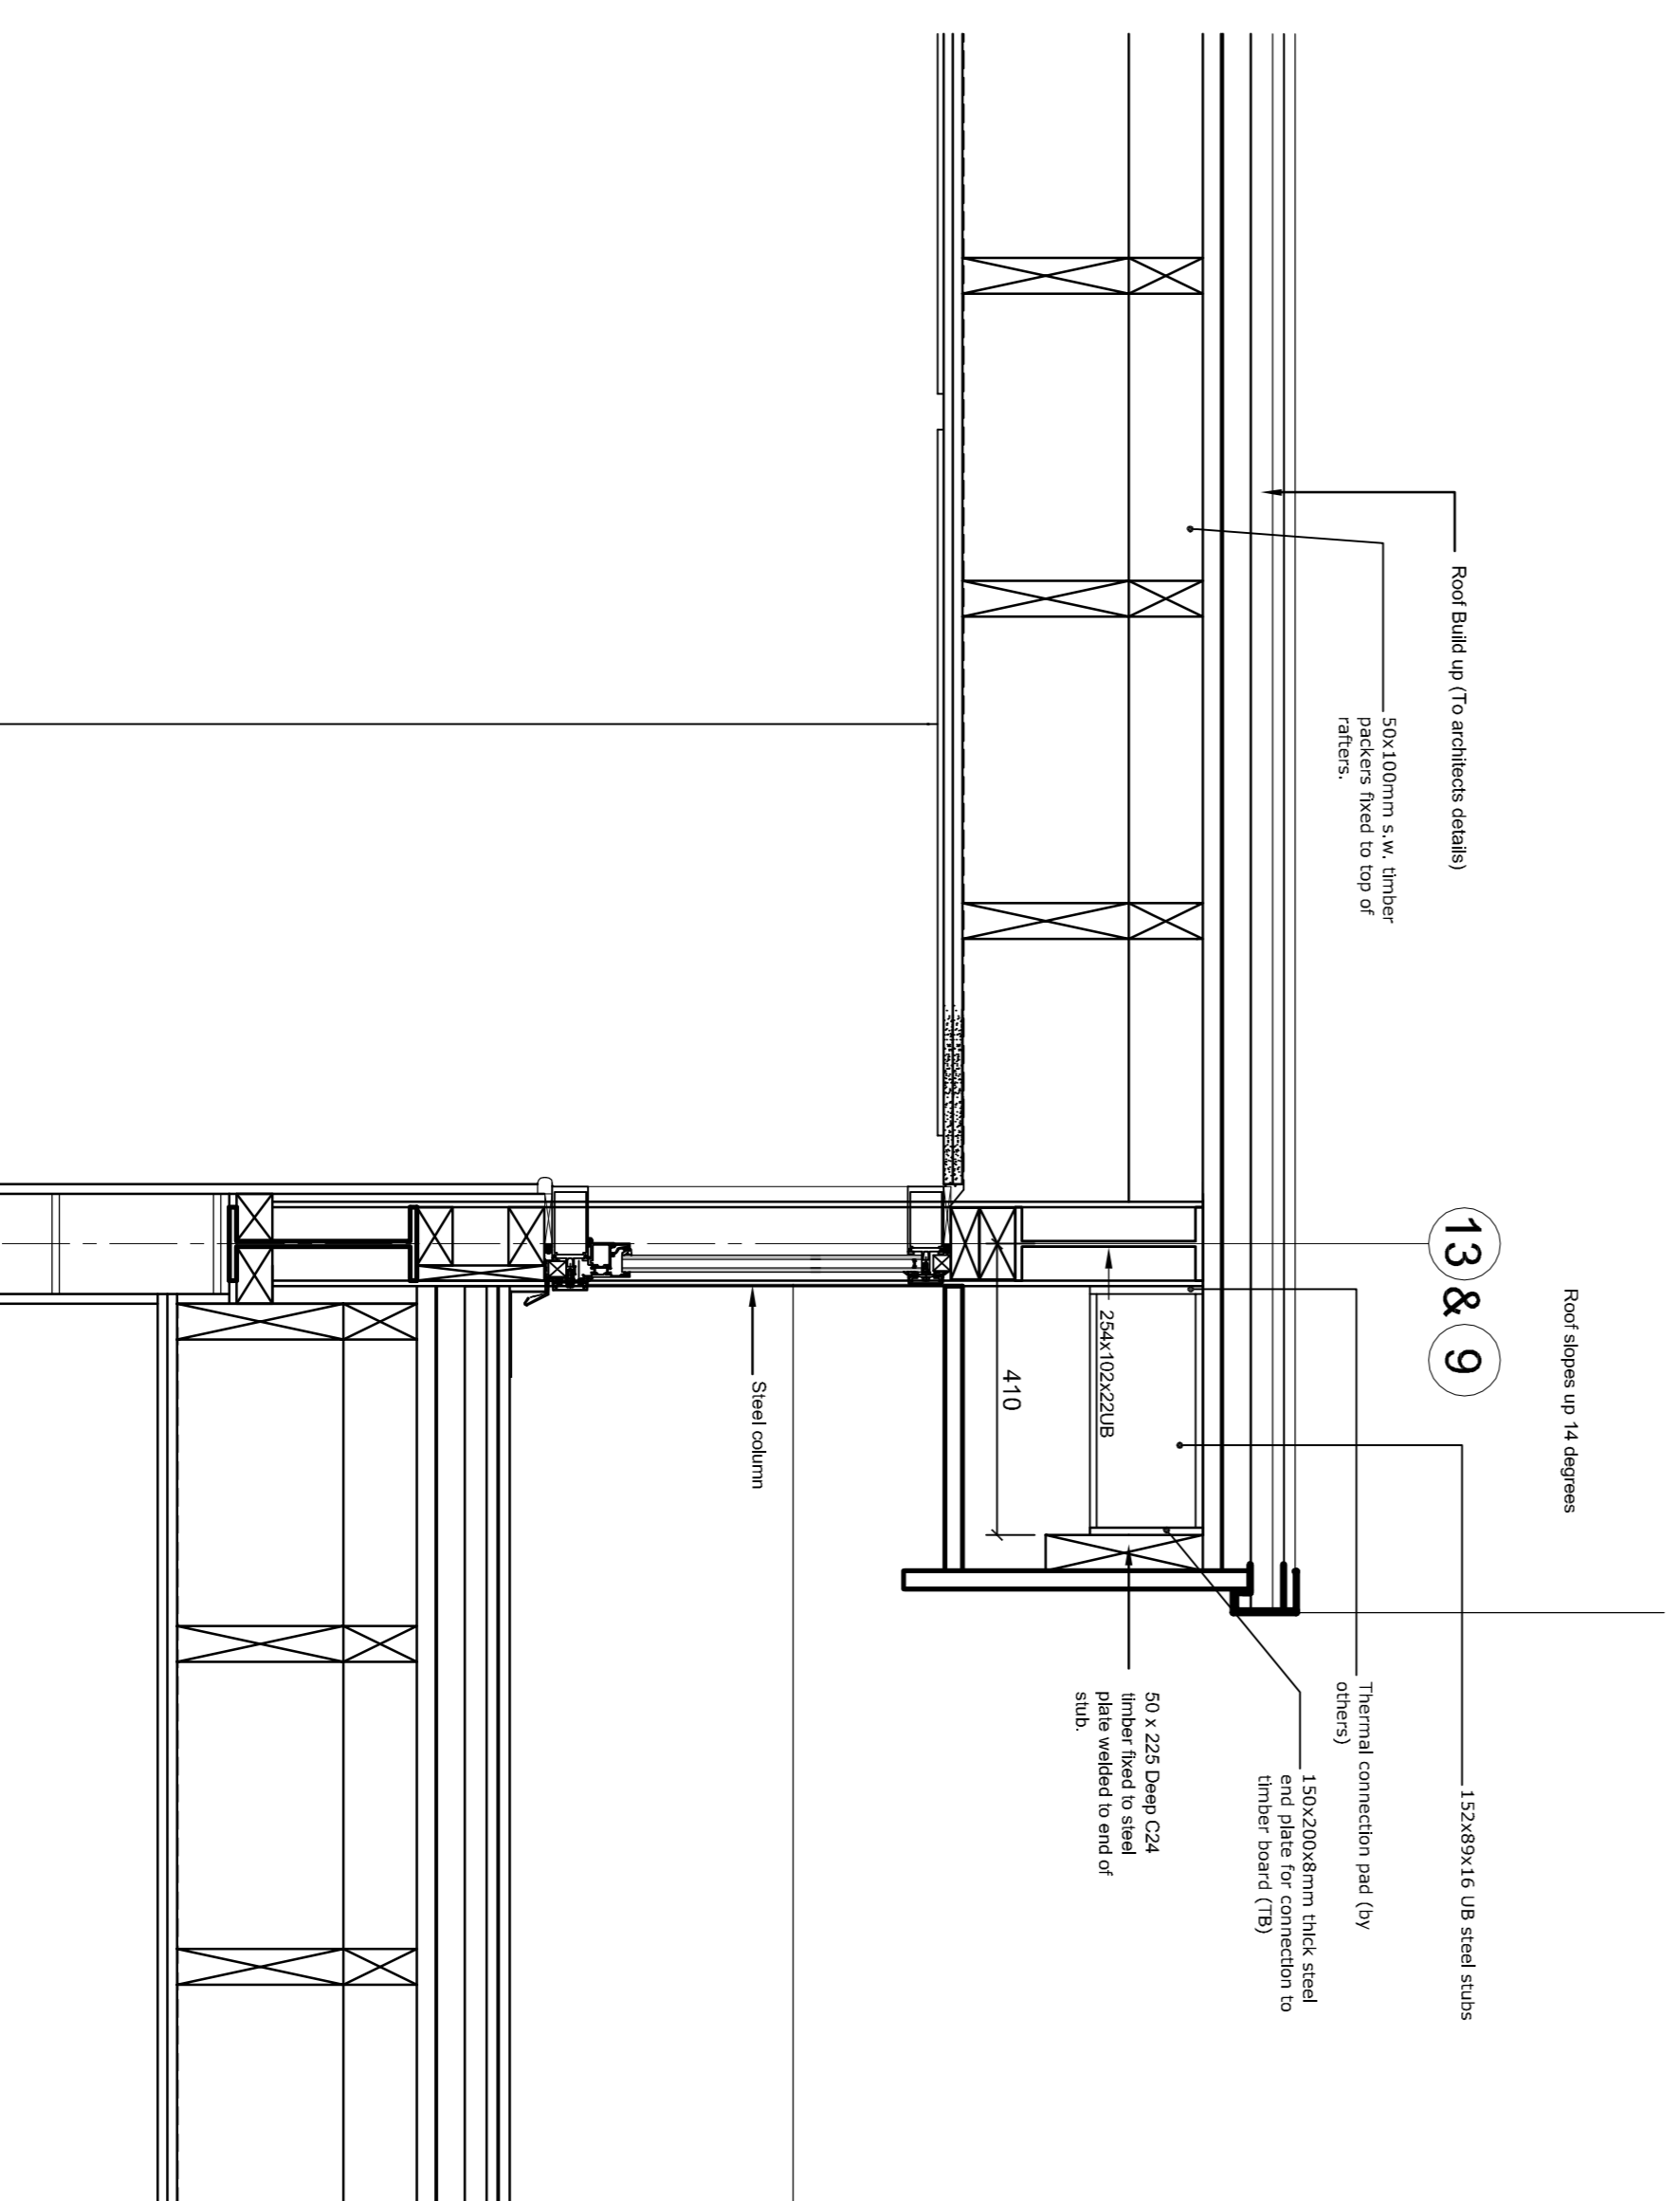 Roof slopes up 14 degrees
13 & 9
Roof Build up (To architects details)
50x100mm s.w. timber
packers fixed to top of
rafters.
152x89x16 UB steel stubs
Thermal connection pad (by
others)
150x200x8mm thick steel
end plate for connection to
timber board (TB)
50 x 225 Deep C24
timber fixed to steel
plate welded to end of
stub.
254x102x22UB
410
Steel column